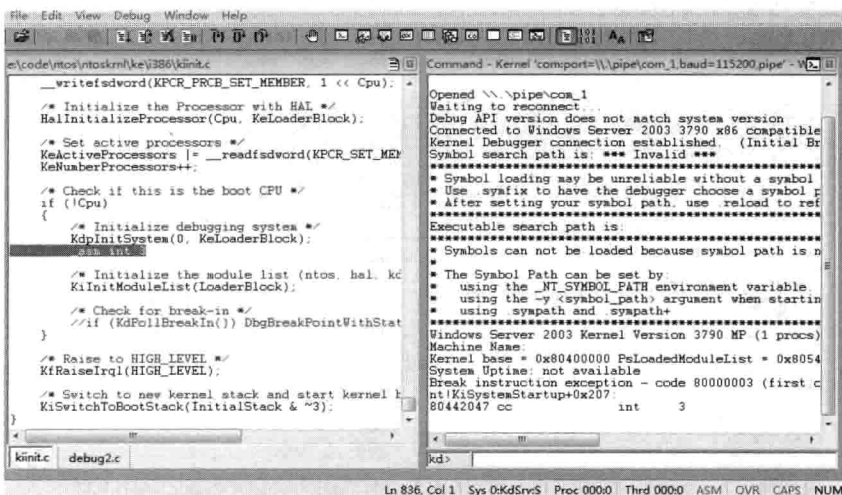 File Edit View Debug Window Help
e:\code\ntos\ntoskrnl\ke\i386\kiinit.c
__writefsdword(KPCR_PRCB_SET_MEMBER, 1 << Cpu);
/* Initialize the Processor with HAL */
HalInitializeProcessor(Cpu, KeLoaderBlock);
/* Set active processors */
KeActiveProcessors |= __readfsdword(KPCR_SET_MEM
KeNumberProcessors++;
/* Check if this is the boot CPU */
if (!Cpu)
{
/* Initialize debugging system */
KdpInitSystem(0, KeLoaderBlock);
asm int 3
/* Initialize the module list (ntos, hal, kd
KiInitModuleList(LoaderBlock);
/* Check for break-in */
//if (KdPollBreakIn()) DbgBreakPointWithStat
}
/* Raise to HIGH_LEVEL */
KfRaiseIrql(HIGH_LEVEL);
/* Switch to new kernel stack and start kernel b
KiSwitchToBootStack(InitialStack & ~3);
}
kiinit.c debug2.c
Command - Kernel 'com:port=\\.\pipe\com_1,baud=115200,pipe' - W
Opened \\.\pipe\com_1
Waiting to reconnect...
Debug API version does not match system version
Connected to Windows Server 2003 3790 x86 compatible
Kernel Debugger connection established. (Initial Br
Symbol search path is: *** Invalid ***
****************************************************
* Symbol loading may be unreliable without a symbol
* Use .symfix to have the debugger choose a symbol p
* After setting your symbol path, use .reload to ref
****************************************************
Executable search path is:
****************************************************
* Symbols can not be loaded because symbol path is n
*
* The Symbol Path can be set by:
* using the _NT_SYMBOL_PATH environment variable.
* using the -y <symbol_path> argument when startin
* using .sympath and .sympath+
****************************************************
Windows Server 2003 Kernel Version 3790 MP (1 procs)
Machine Name:
Kernel base = 0x80400000 PsLoadedModuleList = 0x8054
System Uptime: not available
Break instruction exception - code 80000003 (first c
nt!KiSystemStartup+0x207:
80442047 cc int 3
kd>
Ln 836, Col 1 Sys 0:KdSrv:S Proc 000:0 Thrd 000:0 ASM OVR CAPS NUM